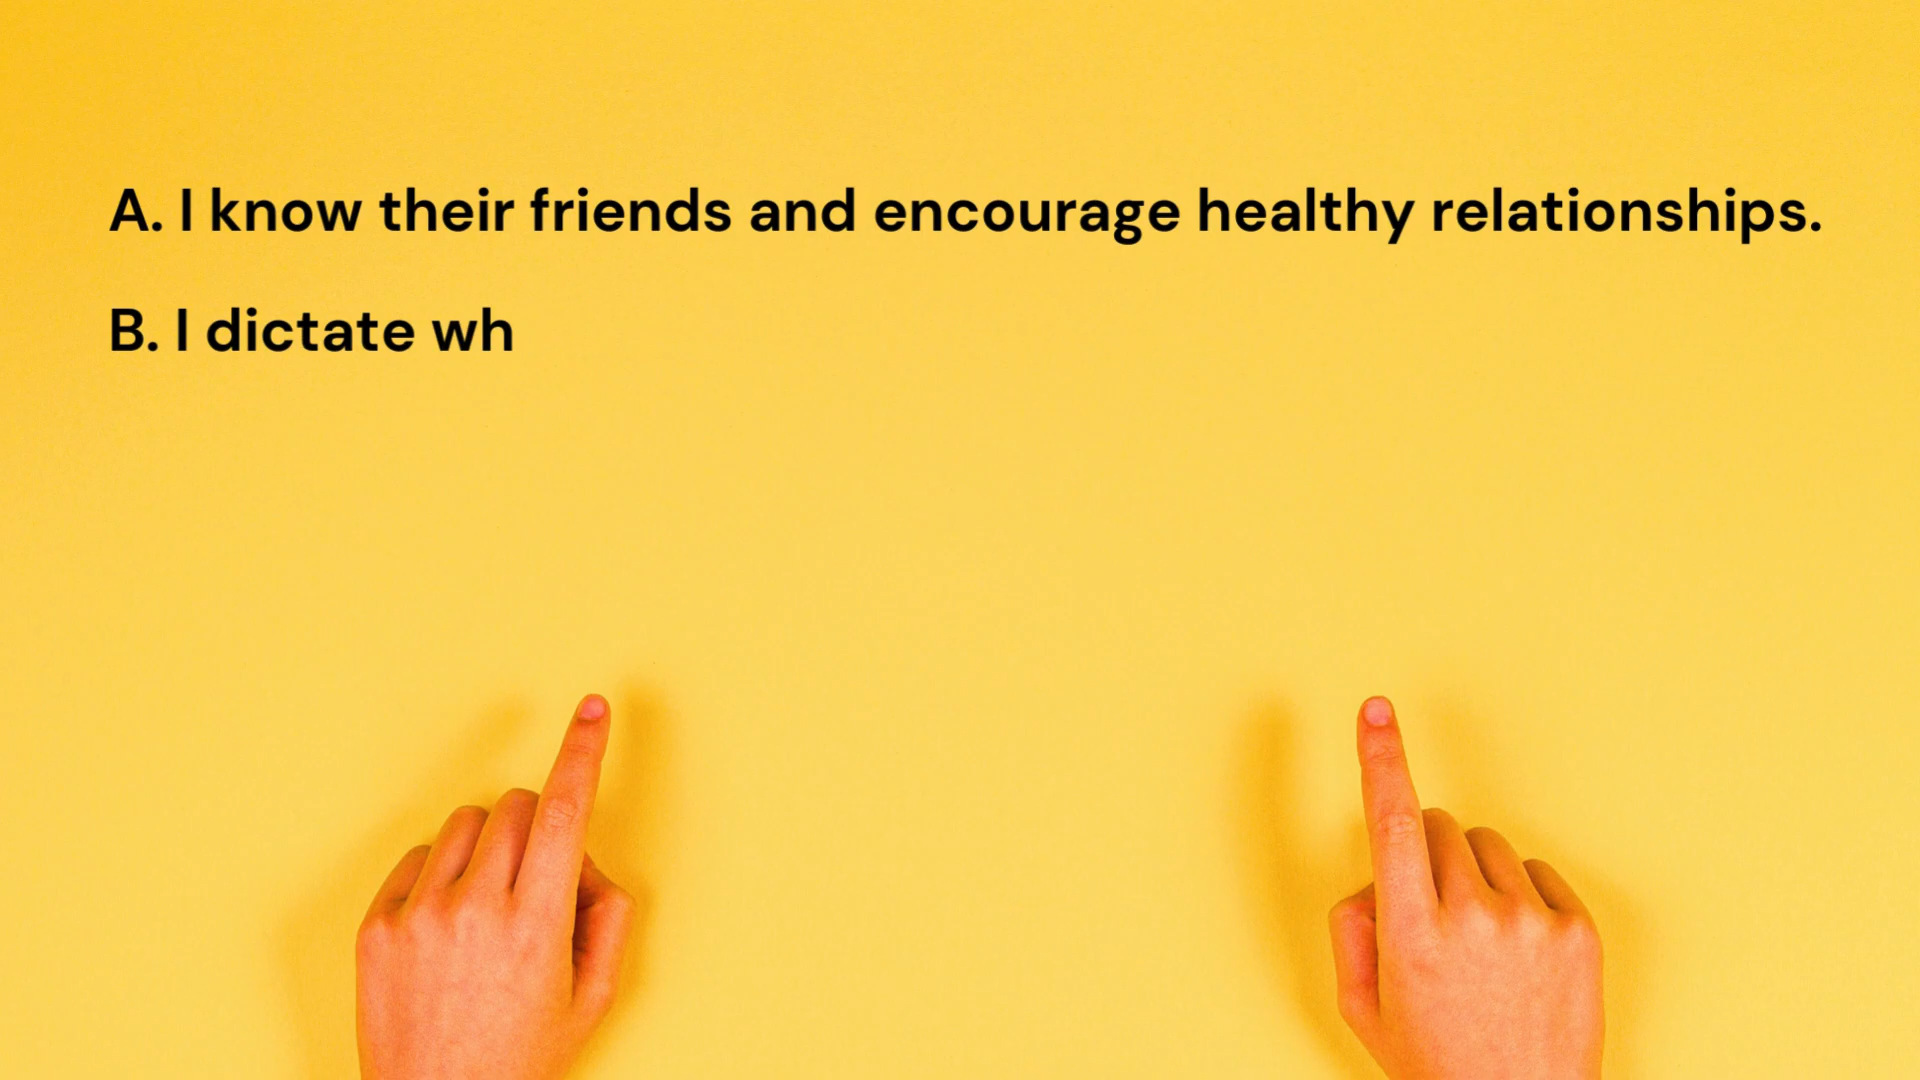 A. I know their friends and encourage healthy relationships.
B. I dictate wh